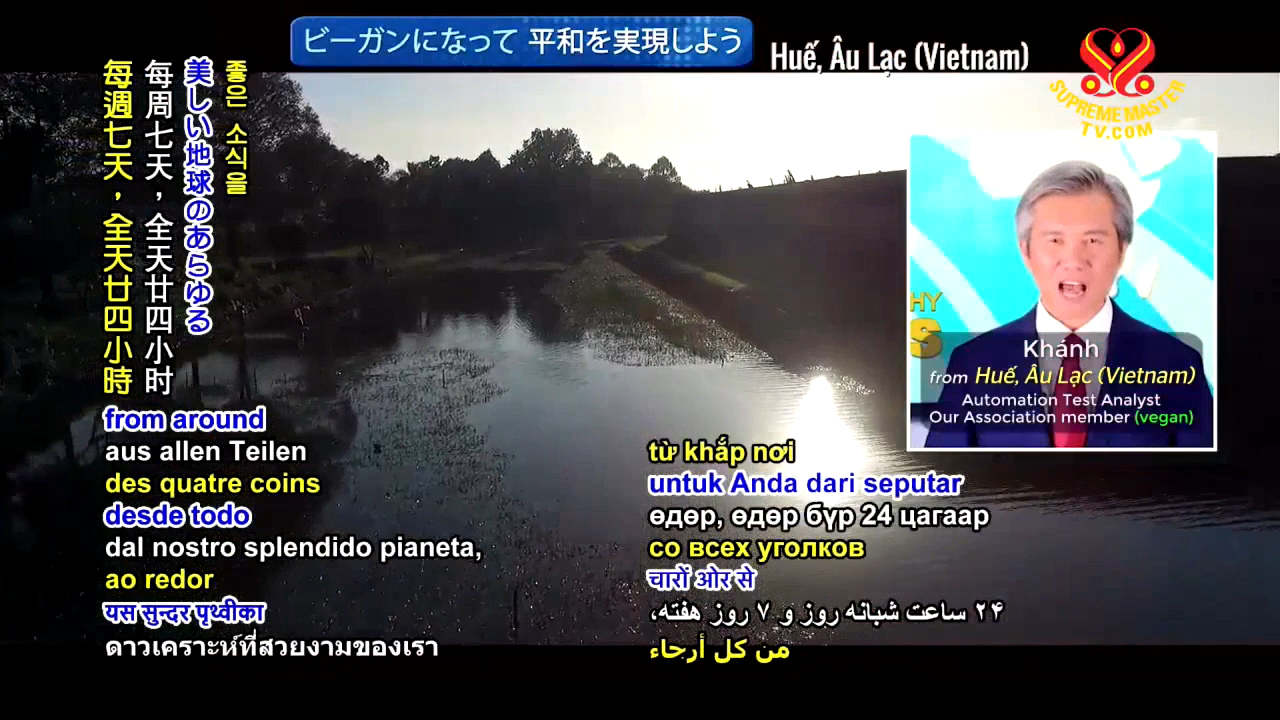 ビーガンになって 平和を実現しよう
Huế, Âu Lạc (Vietnam)
SUPREME MASTER
TV.COM
좋은 소식을
美しい地球のあらゆる
每周七天，全天廿四小时
每週七天，全天廿四小時
HY
S
Khánh
from Huế, Âu Lạc (Vietnam)
Automation Test Analyst
Our Association member (vegan)
from around
aus allen Teilen
des quatre coins
desde todo
dal nostro splendido pianeta,
ao redor
यस सुन्दर पृथ्वीका
ดาวเคราะห์ที่สวยงามของเรา
từ khắp nơi
untuk Anda dari seputar
өдөр, өдөр бүр 24 цагаар
со всех уголков
चारों ओर से
۲۴ ساعت شبانه روز و ۷ روز هفته،
من كل أرجاء